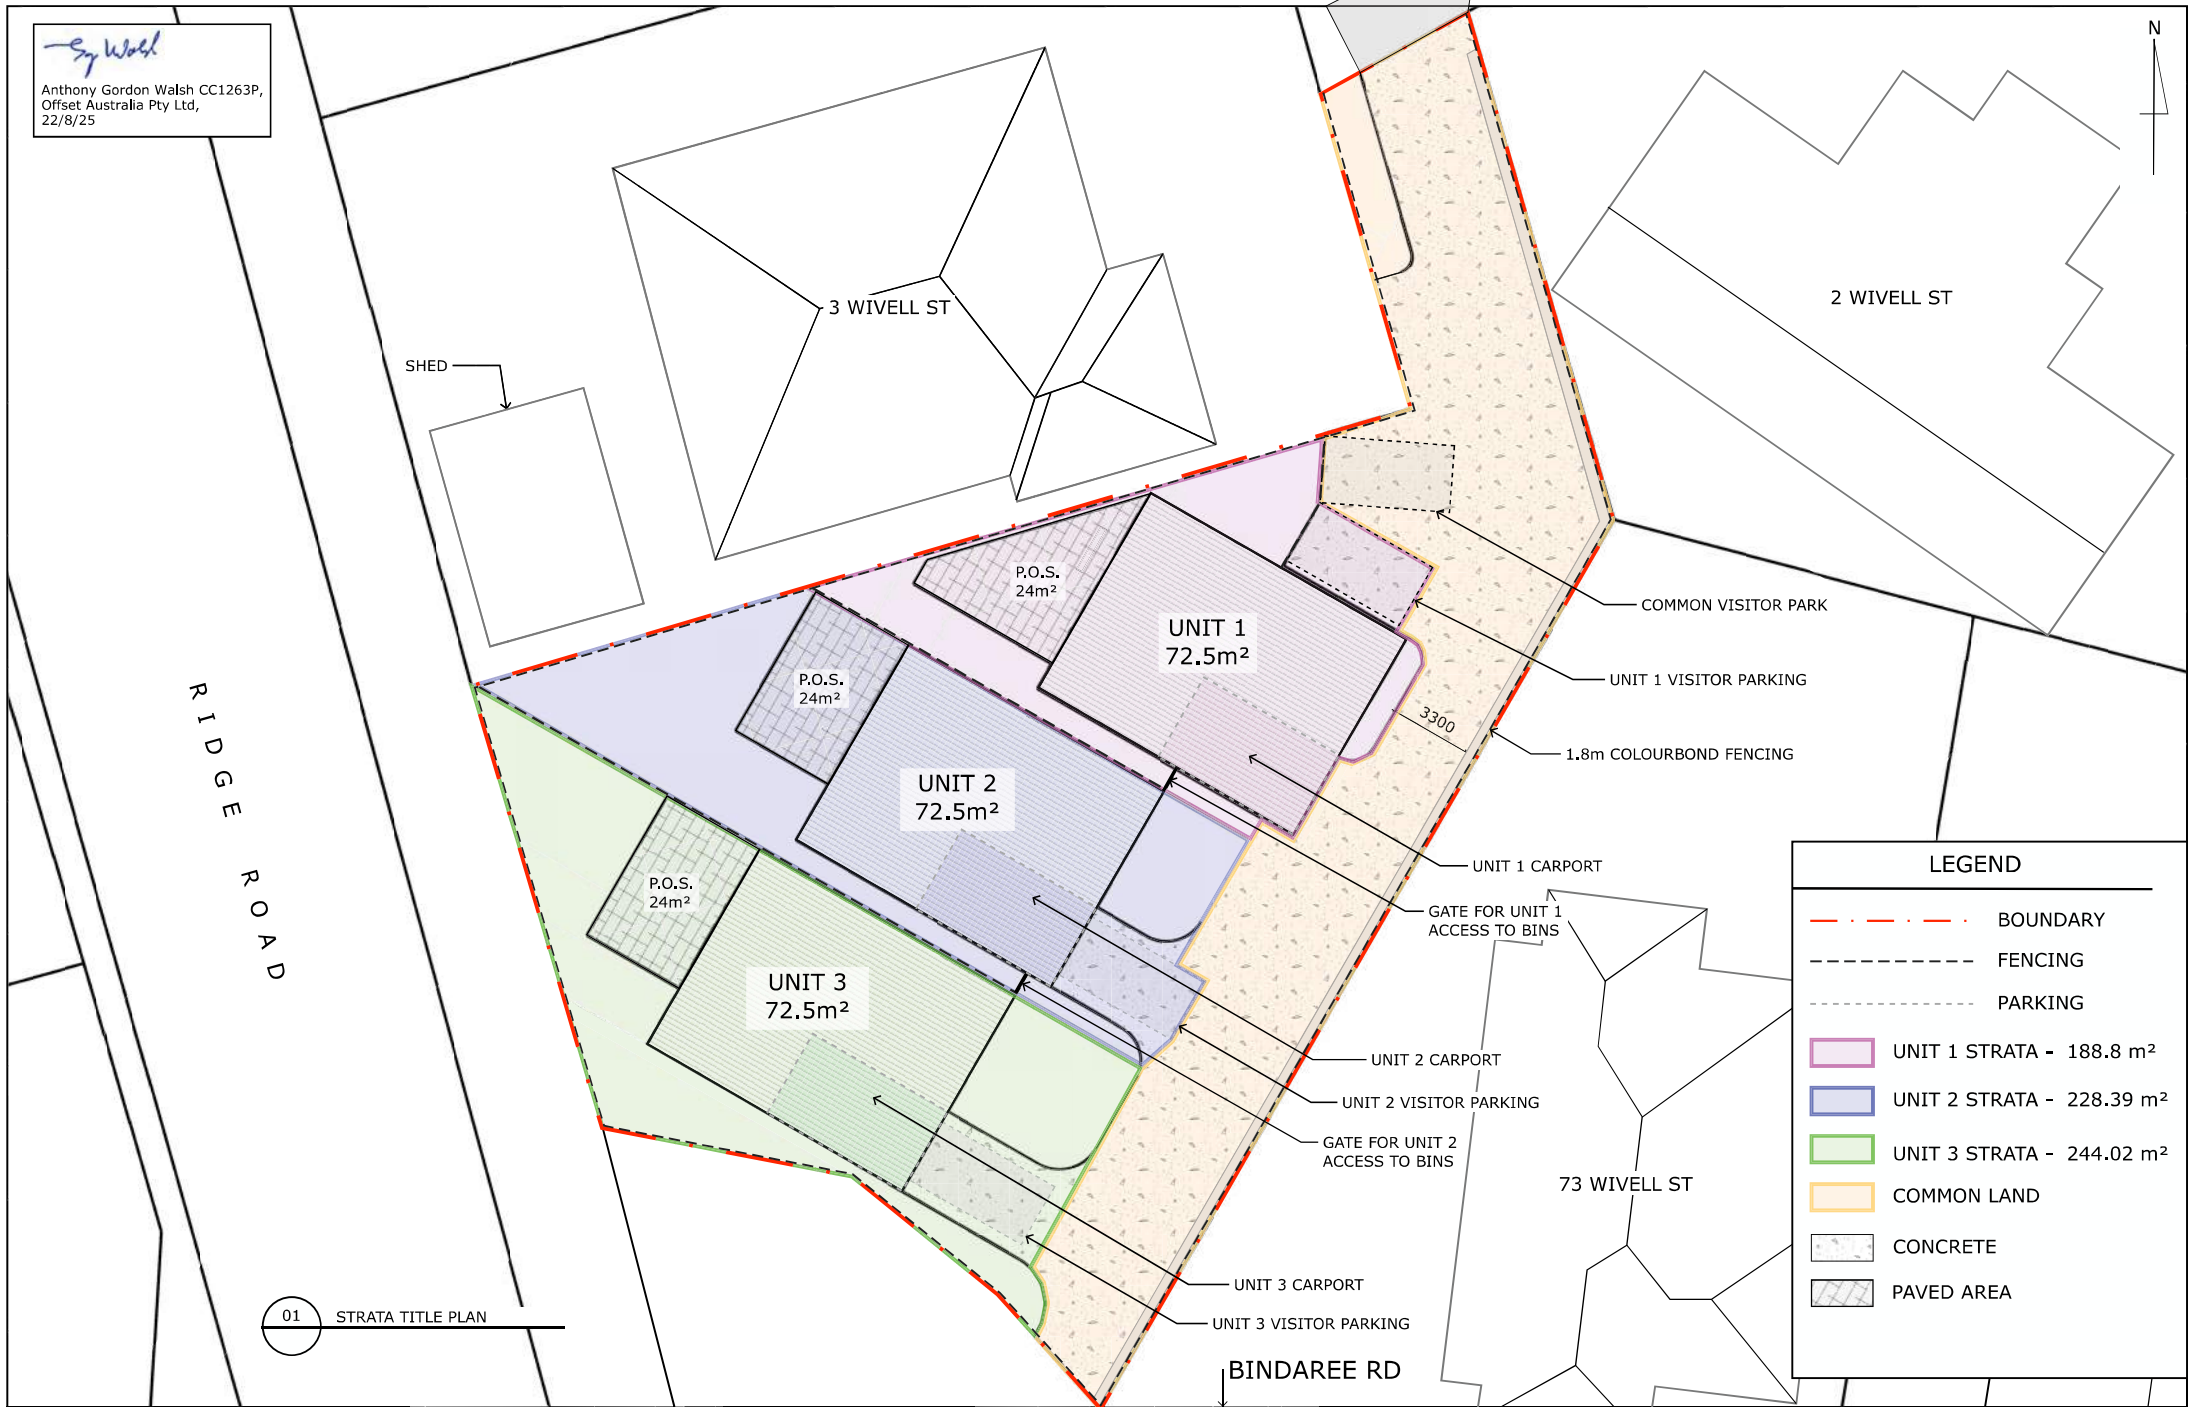 Anthony Gordon Walsh CC1263P,
Offset Australia Pty Ltd,
22/8/25
N
3 WIVELL ST
2 WIVELL ST
SHED
P.O.S.
24m²
UNIT 1
72.5m²
COMMON VISITOR PARK
UNIT 1 VISITOR PARKING
P.O.S.
24m²
3300
1.8m COLOURBOND FENCING
UNIT 2
72.5m²
RIDGE ROAD
UNIT 1 CARPORT
P.O.S.
24m²
GATE FOR UNIT 1
ACCESS TO BINS
UNIT 3
72.5m²
UNIT 2 CARPORT
UNIT 2 VISITOR PARKING
GATE FOR UNIT 2
ACCESS TO BINS
73 WIVELL ST
UNIT 3 CARPORT
UNIT 3 VISITOR PARKING
BINDAREE RD
01 STRATA TITLE PLAN
LEGEND
BOUNDARY
FENCING
PARKING
UNIT 1 STRATA - 188.8 m²
UNIT 2 STRATA - 228.39 m²
UNIT 3 STRATA - 244.02 m²
COMMON LAND
CONCRETE
PAVED AREA